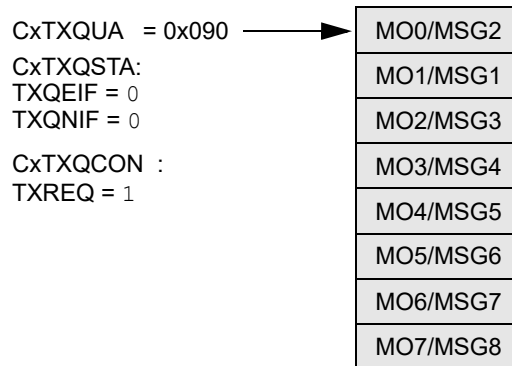 CxTXQUA = 0x090
CxTXQSTA:
TXQEIF = 0
TXQNIF = 0
CxTXQCON :
TXREQ = 1
MO0/MSG2
MO1/MSG1
MO2/MSG3
MO3/MSG4
MO4/MSG5
MO5/MSG6
MO6/MSG7
MO7/MSG8